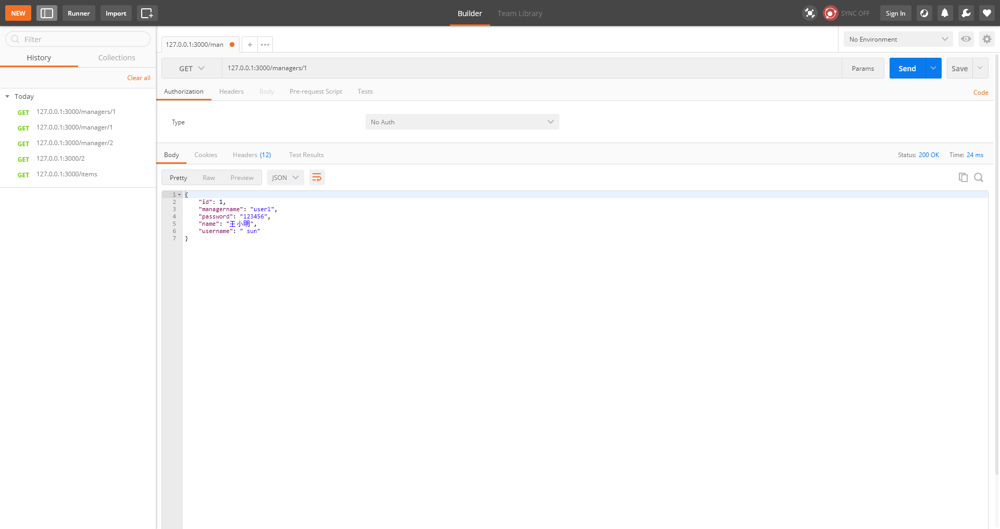 NEW Runner Import Builder Team Library SYNC OFF Sign In
Filter
History Collections
Clear all
Today
GET 127.0.0.1:3000/managers/1
GET 127.0.0.1:3000/manager/1
GET 127.0.0.1:3000/manager/2
GET 127.0.0.1:3000/2
GET 127.0.0.1:3000/items
127.0.0.1:3000/man + ••• No Environment
GET 127.0.0.1:3000/managers/1 Params Send Save
Authorization Headers Body Pre-request Script Tests Code
Type No Auth
Body Cookies Headers (12) Test Results Status: 200 OK Time: 24 ms
Pretty Raw Preview JSON
1 {
2 "id": 1,
3 "managername": "user1",
4 "password": "123456",
5 "name": "王小明",
6 "username": " sun"
7 }